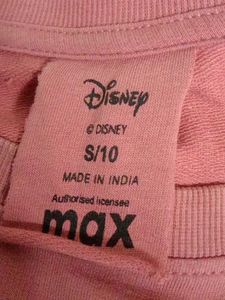 Disney
© DISNEY
S/10
MADE IN INDIA
Authorised licensee
max